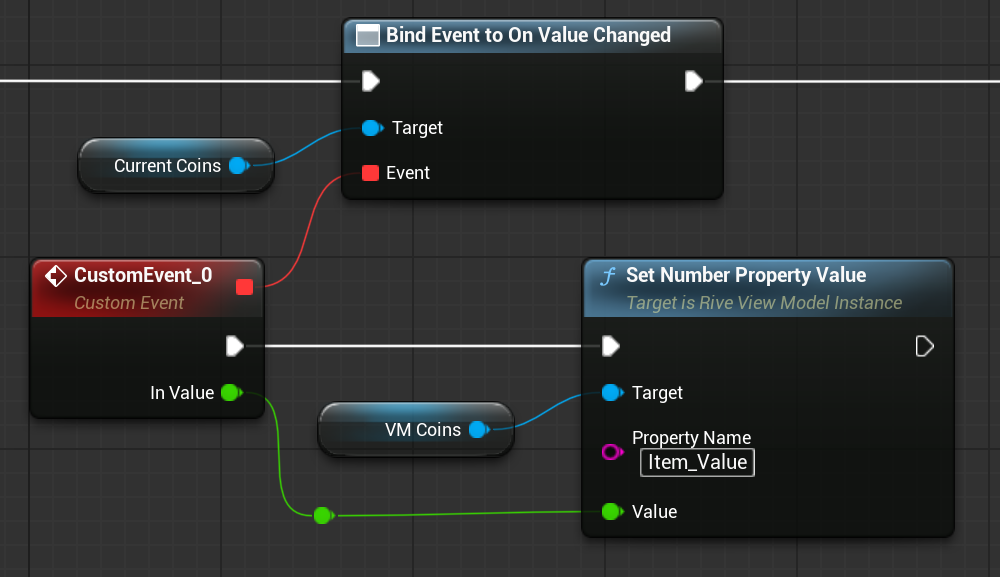 Bind Event to On Value Changed
Target
Current Coins
Event
CustomEvent_0
Custom Event
In Value
Set Number Property Value
Target is Rive View Model Instance
Target
VM Coins
Property Name
Item_Value
Value